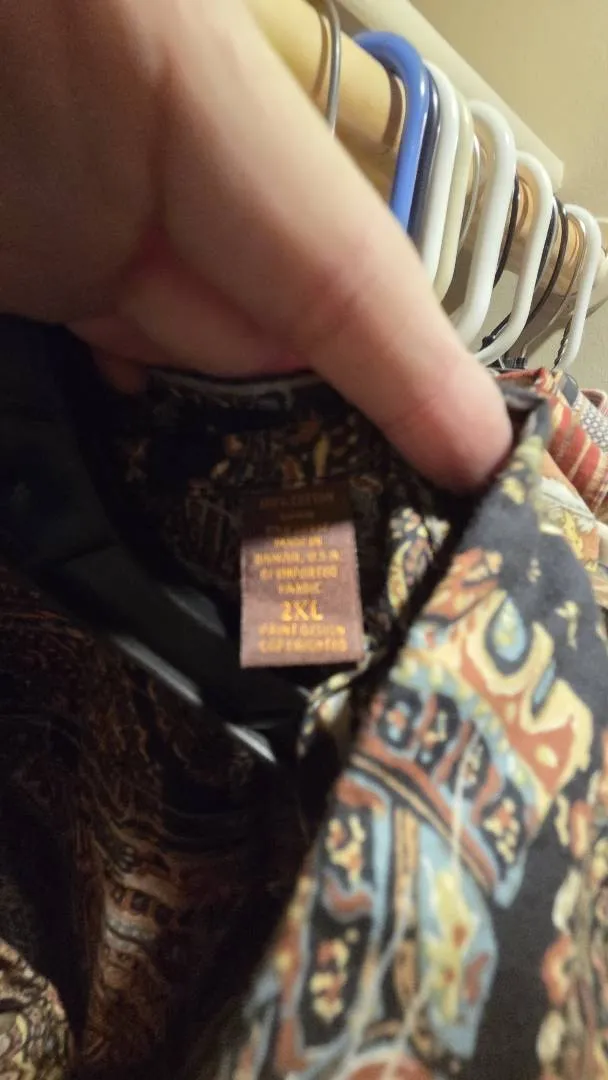 MADE IN
HAWAII, U.S.A.
OF IMPORTED
FABRIC
2XL
PRINT DESIGN
COPYRIGHTED